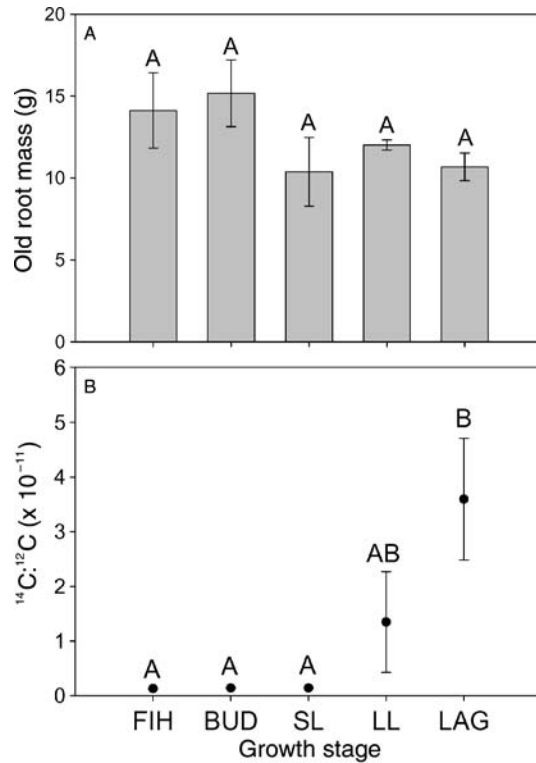 20
A
A
A
A
A
A
15
10
5
0
Old root mass (g)
6
B
B
5
4
3
AB
2
1
A
A
A
0
¹⁴C:¹²C (x 10⁻¹¹)
FIH BUD SL LL LAG
Growth stage